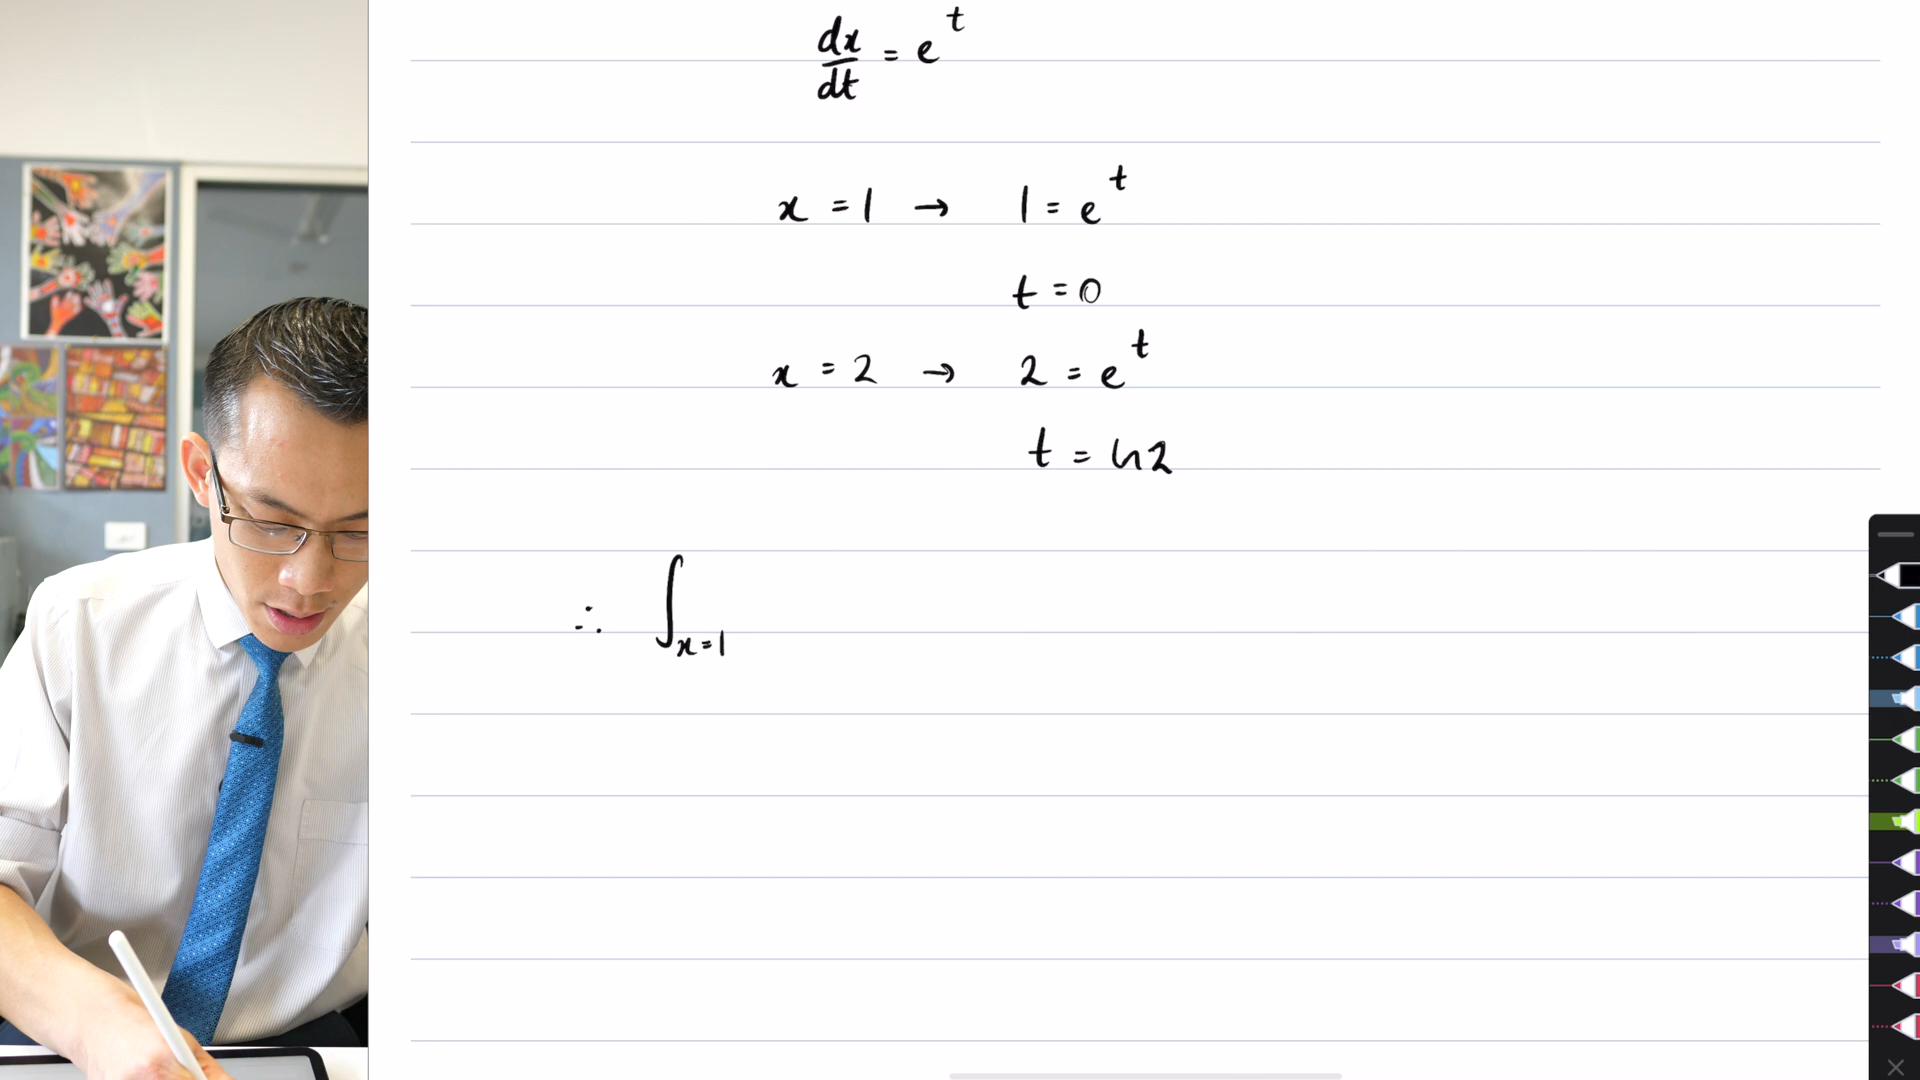 dx/dt = e^t
x = 1 → 1 = e^t
t = 0
x = 2 → 2 = e^t
t = ln2
∴ ∫_{x=1}